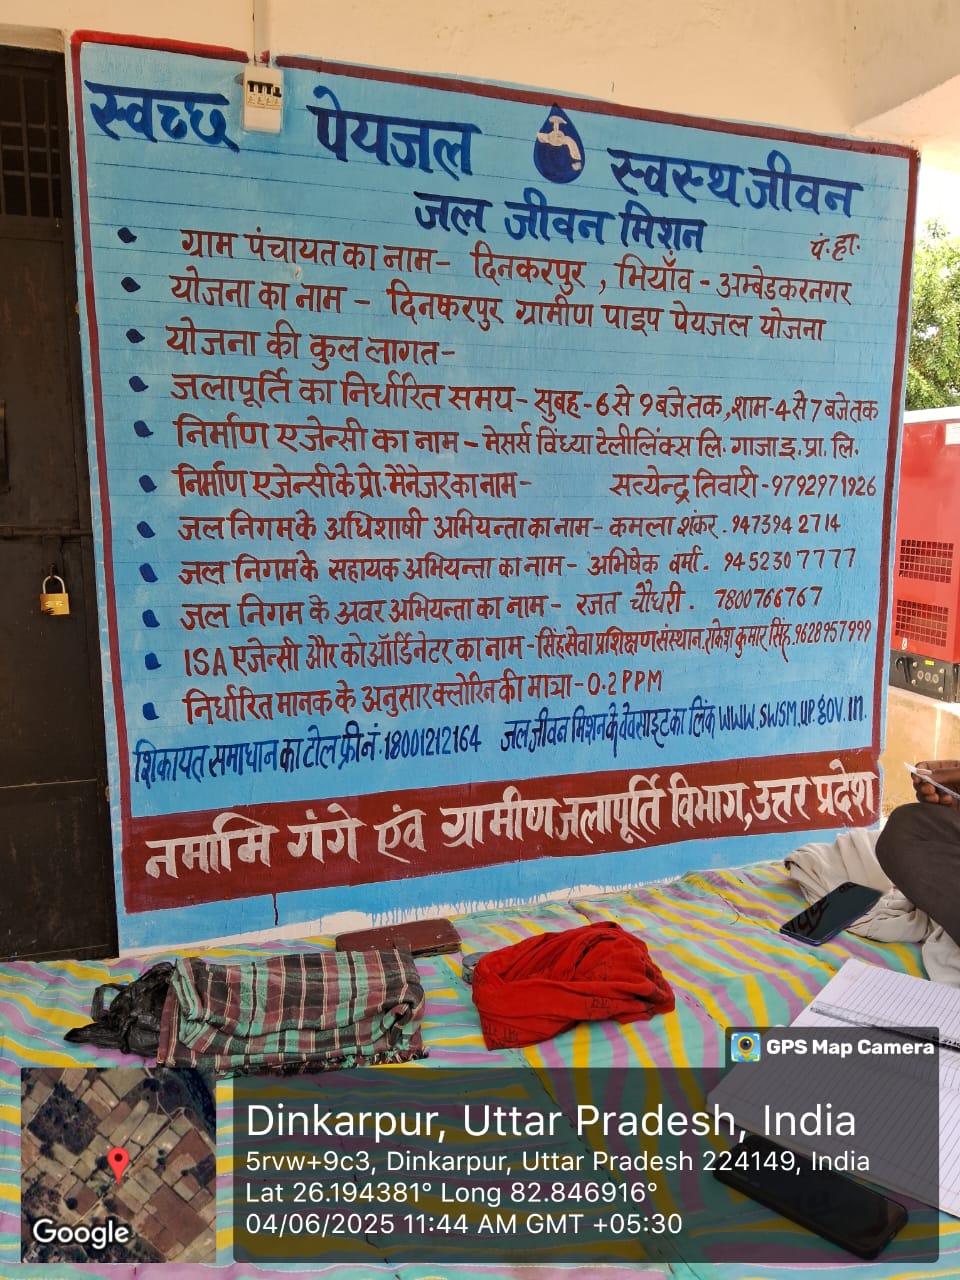 स्वच्छ पेयजल स्वस्थ जीवन
जल जीवन मिशन
पं. हा.
ग्राम पंचायत का नाम- दिनकरपुर , भियाँव - अम्बेडकरनगर
योजना का नाम - दिनकरपुर ग्रामीण पाइप पेयजल योजना
योजना की कुल लागत-
जलापूर्ति का निर्धारित समय- सुबह-6 से 9 बजे तक, शाम-4 से 7 बजे तक
निर्माण एजेन्सी का नाम - मेसर्स विंध्या टेलीलिंक्स लि. गाजा इ. प्रा. लि.
निर्माण एजेन्सी के प्रो. मैनेजर का नाम- सत्येन्द्र तिवारी-9792971926
जल निगम के अधिशाषी अभियन्ता का नाम- कमला शंकर. 9473942714
जल निगम के सहायक अभियन्ता का नाम- अभिषेक वर्मा. 9452307777
जल निगम के अवर अभियन्ता का नाम- रजत चौधरी. 7800766767
ISA एजेन्सी और कोऑर्डिनेटर का नाम-सिंह सेवा प्रशिक्षण संस्थान. राकेश कुमार सिंह. 9628957999
निर्धारित मानक के अनुसार क्लोरिन की मात्रा-0.2 PPM
शिकायत समाधान का टोल फ्री नं. 18001212164 जल जीवन मिशन के वेवसाइट का लिंक WWW.SWSM.UP.gov.in.
नमामि गंगे एंव ग्रामीण जलापूर्ति विभाग, उत्तर प्रदेश
GPS Map Camera
Dinkarpur, Uttar Pradesh, India
5rvw+9c3, Dinkarpur, Uttar Pradesh 224149, India
Lat 26.194381° Long 82.846916°
04/06/2025 11:44 AM GMT +05:30
Google